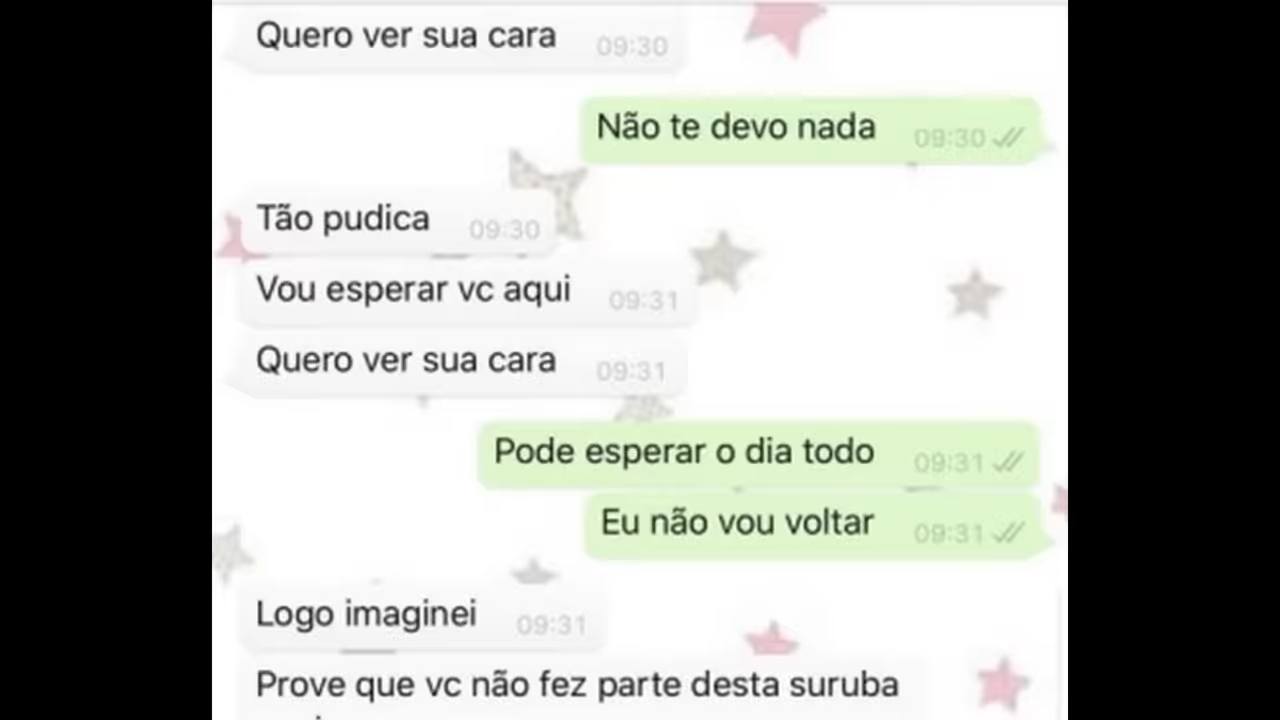 Quero ver sua cara 09:30
Não te devo nada 09:30
Tão pudica 09:30
Vou esperar vc aqui 09:31
Quero ver sua cara 09:31
Pode esperar o dia todo 09:31
Eu não vou voltar 09:31
Logo imaginei 09:31
Prove que vc não fez parte desta suruba